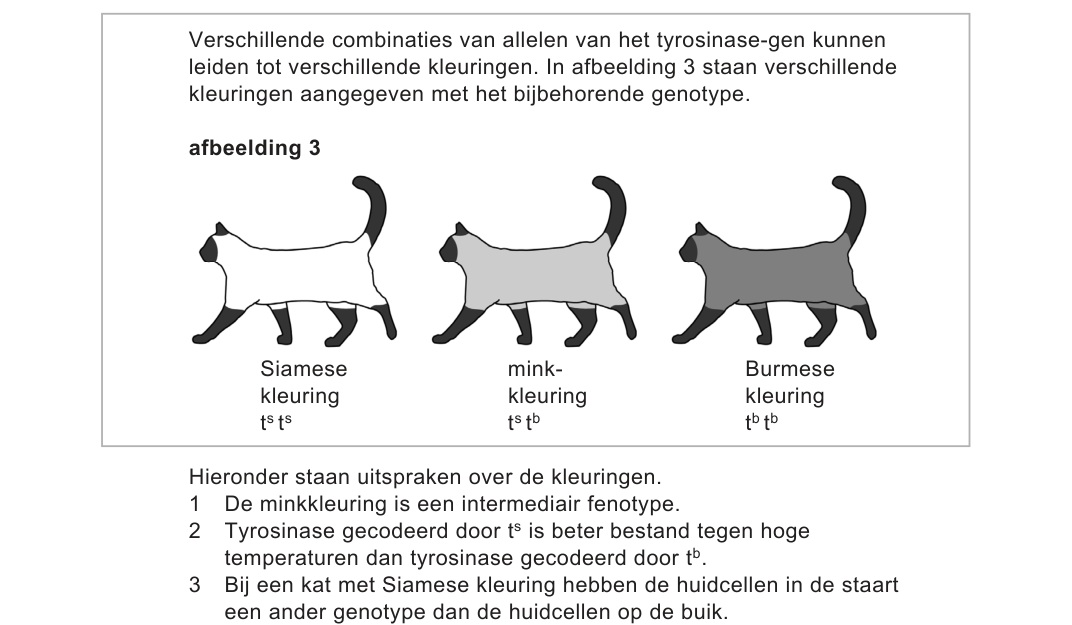 Verschillende combinaties van allelen van het tyrosinase-gen kunnen
leiden tot verschillende kleuringen. In afbeelding 3 staan verschillende
kleuringen aangegeven met het bijbehorende genotype.
afbeelding 3
Siamese kleuring tˢ tˢ
mink- kleuring tˢ tᵇ
Burmese kleuring tᵇ tᵇ
Hieronder staan uitspraken over de kleuringen.
1 De minkkleuring is een intermediair fenotype.
2 Tyrosinase gecodeerd door tˢ is beter bestand tegen hoge
temperaturen dan tyrosinase gecodeerd door tᵇ.
3 Bij een kat met Siamese kleuring hebben de huidcellen in de staart
een ander genotype dan de huidcellen op de buik.